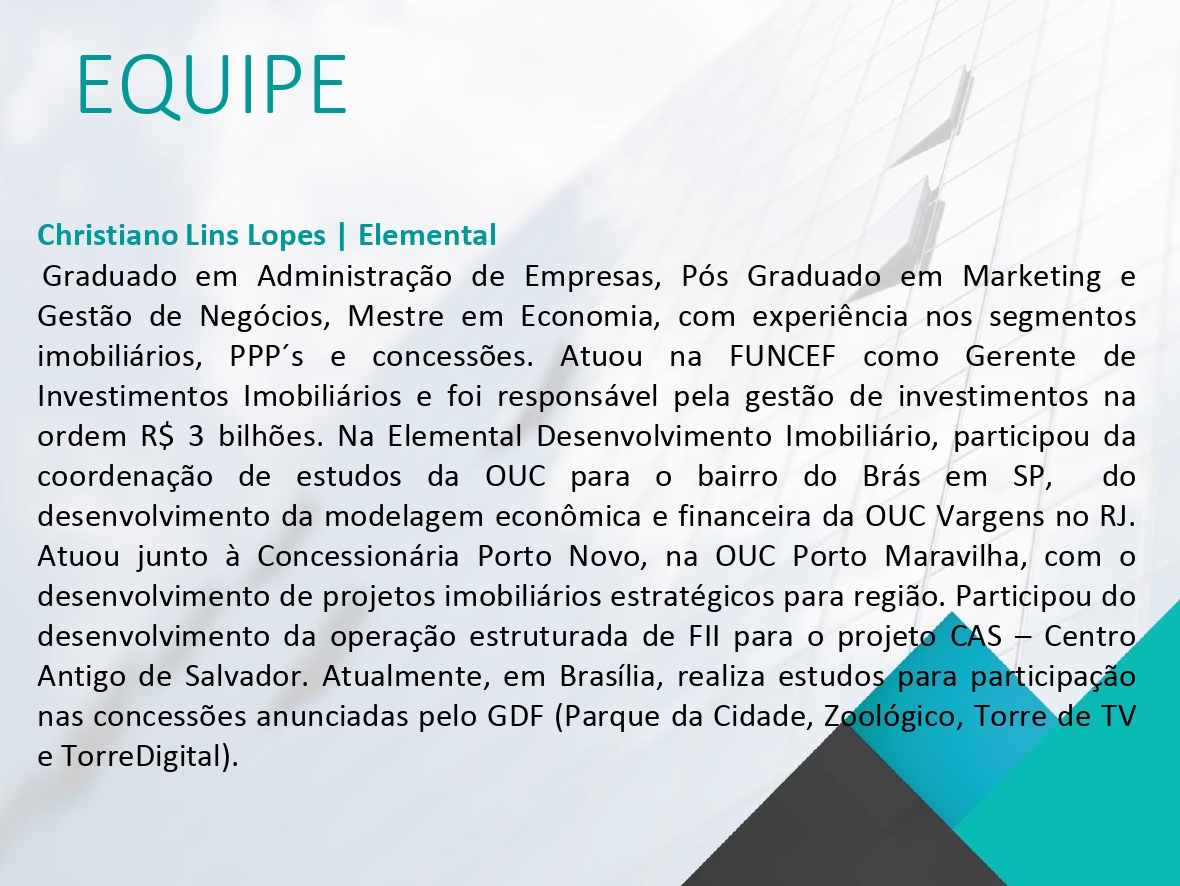 EQUIPE
Christiano Lins Lopes | Elemental
Graduado em Administração de Empresas, Pós Graduado em Marketing e
Gestão de Negócios, Mestre em Economia, com experiência nos segmentos
imobiliários, PPP´s e concessões. Atuou na FUNCEF como Gerente de
Investimentos Imobiliários e foi responsável pela gestão de investimentos na
ordem R$ 3 bilhões. Na Elemental Desenvolvimento Imobiliário, participou da
coordenação de estudos da OUC para o bairro do Brás em SP, do
desenvolvimento da modelagem econômica e financeira da OUC Vargens no RJ.
Atuou junto à Concessionária Porto Novo, na OUC Porto Maravilha, com o
desenvolvimento de projetos imobiliários estratégicos para região. Participou do
desenvolvimento da operação estruturada de FII para o projeto CAS – Centro
Antigo de Salvador. Atualmente, em Brasília, realiza estudos para participação
nas concessões anunciadas pelo GDF (Parque da Cidade, Zoológico, Torre de TV
e TorreDigital).